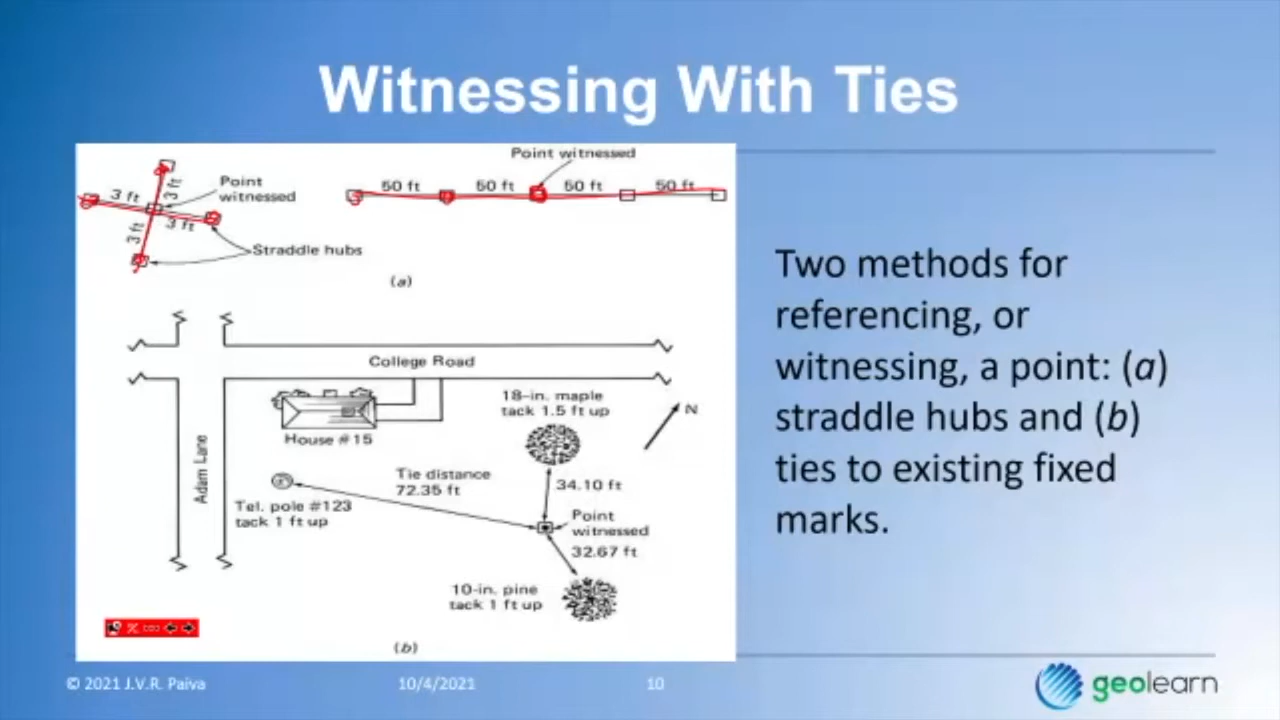 Witnessing With Ties
Point witnessed
50 ft 50 ft 50 ft 50 ft
3 ft
3 ft
Point
witnessed
3 ft
3 ft
Straddle hubs
(a)
College Road
18-in. maple
tack 1.5 ft up
N
House #15
Adam Lane
Tie distance
72.35 ft
34.10 ft
Tel. pole #123
tack 1 ft up
Point
witnessed
32.67 ft
10-in. pine
tack 1 ft up
(b)
Two methods for
referencing, or
witnessing, a point: (a)
straddle hubs and (b)
ties to existing fixed
marks.
© 2021 J.V.R. Paiva
10/4/2021
10
geolearn